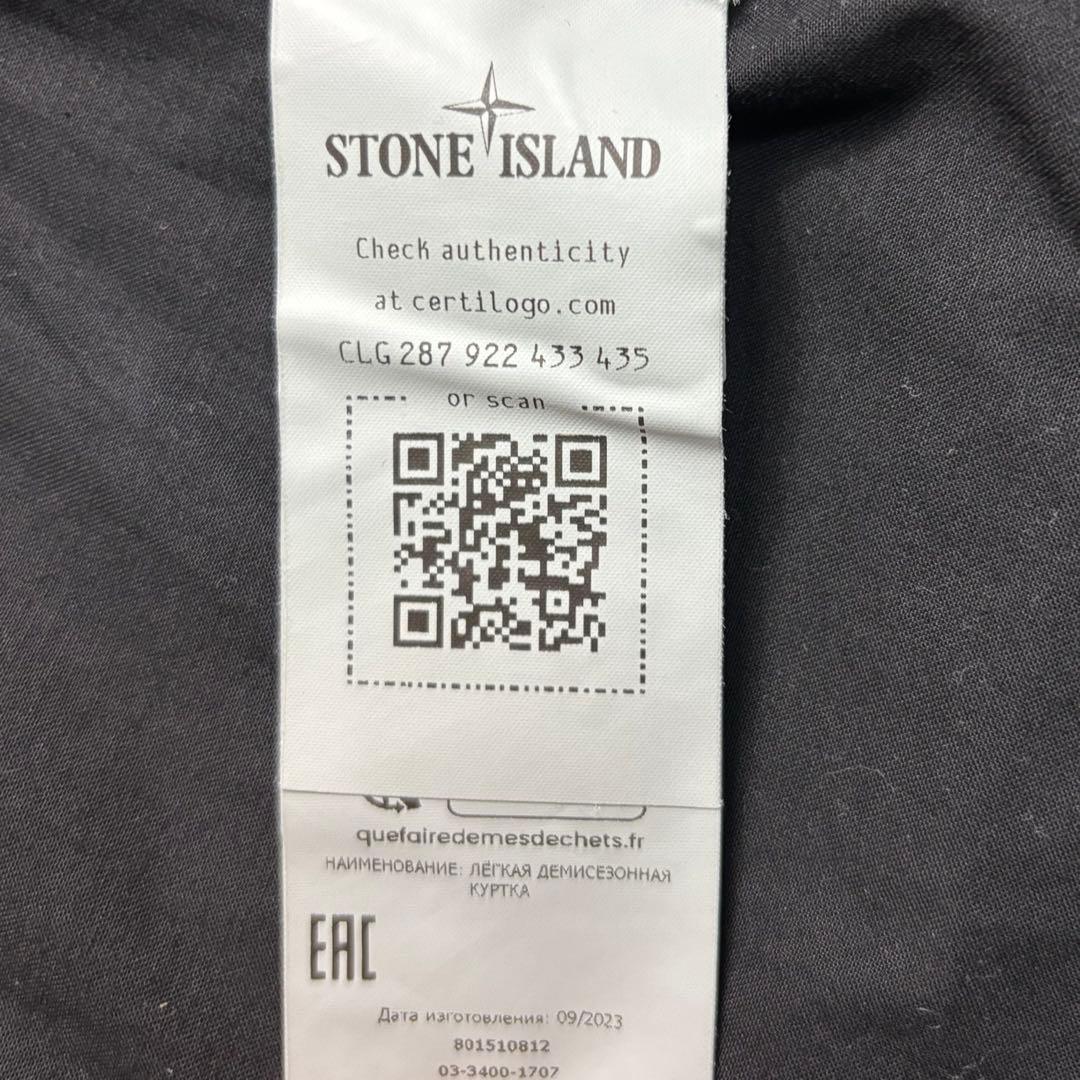 STONE ISLAND
Check authenticity
at certilogo.com
CLG 287 922 433 435
or scan
quefairedemesdechets.fr
НАИМЕНОВАНИЕ: ЛЁГКАЯ ДЕМИСЕЗОННАЯ
КУРТКА
EAC
Дата изготовления: 09/2023
801510812
03-3400-1707